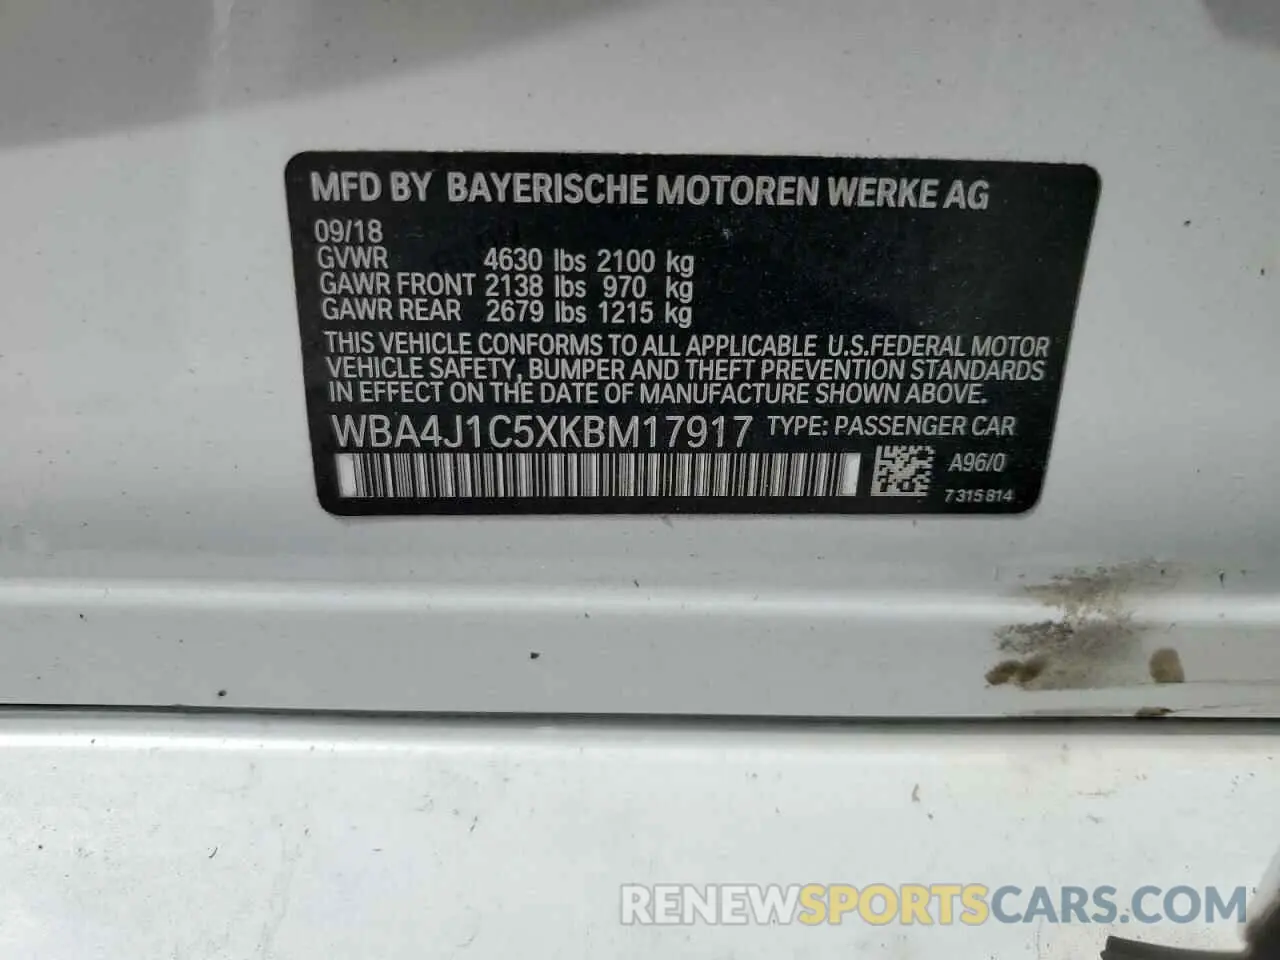 MFD BY BAYERISCHE MOTOREN WERKE AG
09/18
GVWR 4630 lbs 2100 kg
GAWR FRONT 2138 lbs 970 kg
GAWR REAR 2679 lbs 1215 kg
THIS VEHICLE CONFORMS TO ALL APPLICABLE U.S.FEDERAL MOTOR
VEHICLE SAFETY, BUMPER AND THEFT PREVENTION STANDARDS
IN EFFECT ON THE DATE OF MANUFACTURE SHOWN ABOVE.
WBA4J1C5XKBM17917 TYPE: PASSENGER CAR
A96/0
7 315 814
RENEWSPORTSCARS.COM